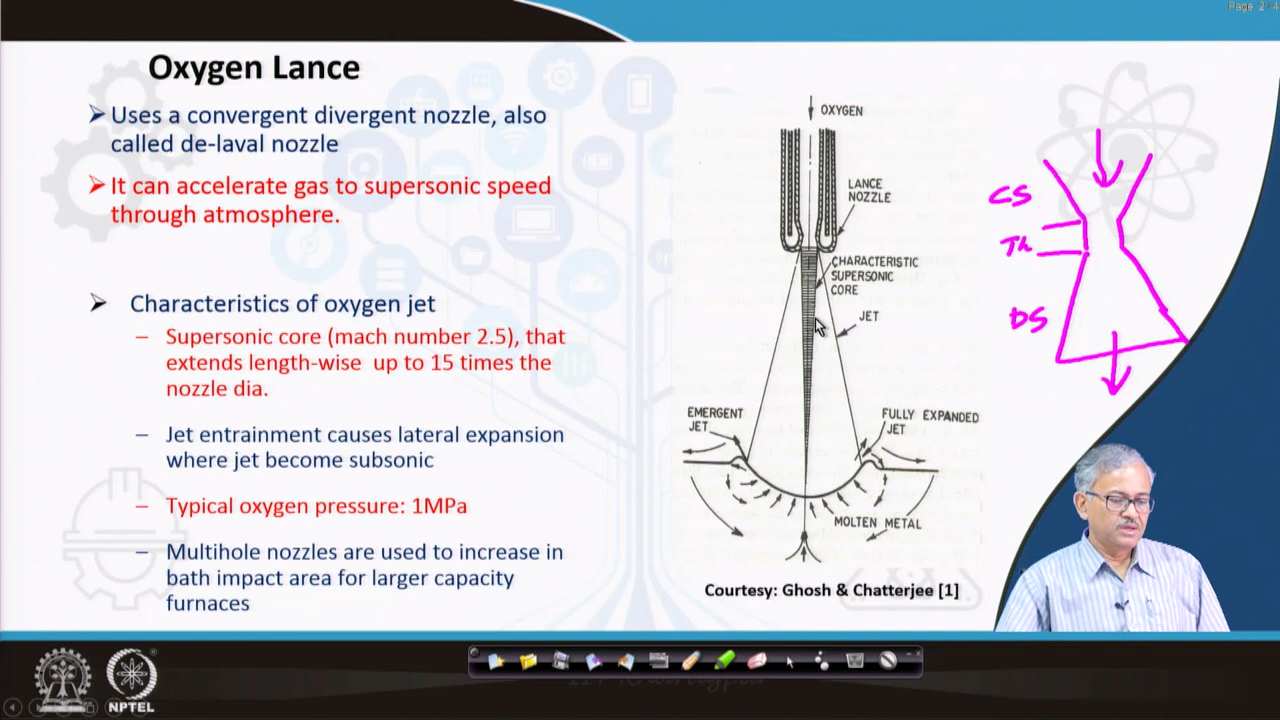 Page 2/4
Oxygen Lance
➢ Uses a convergent divergent nozzle, also
called de-laval nozzle
➢ It can accelerate gas to supersonic speed
through atmosphere.
➢ Characteristics of oxygen jet
– Supersonic core (mach number 2.5), that
extends length-wise up to 15 times the
nozzle dia.
– Jet entrainment causes lateral expansion
where jet become subsonic
– Typical oxygen pressure: 1MPa
– Multihole nozzles are used to increase in
bath impact area for larger capacity
furnaces
OXYGEN
LANCE
NOZZLE
CHARACTERISTIC
SUPERSONIC
CORE
JET
EMERGENT
JET
FULLY EXPANDED
JET
MOLTEN METAL
Courtesy: Ghosh & Chatterjee [1]
CS
Th
DS
NPTEL